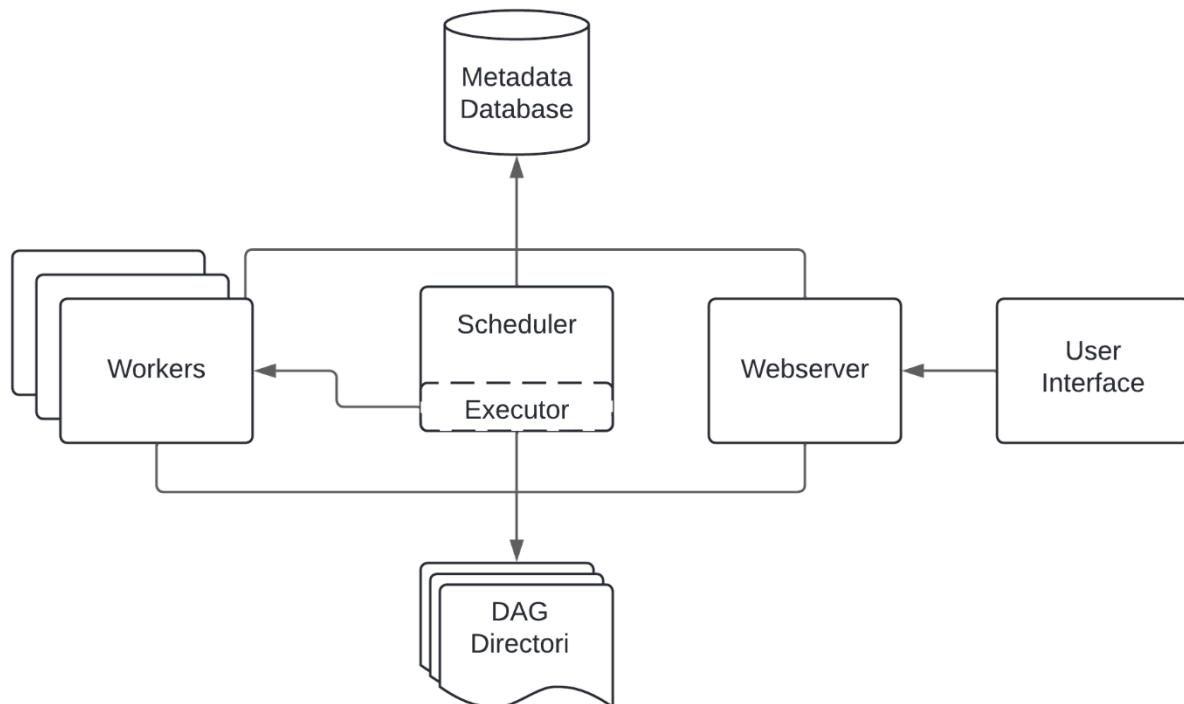 Metadata
Database
Scheduler
Workers
Executor
Webserver
User
Interface
DAG
Directori